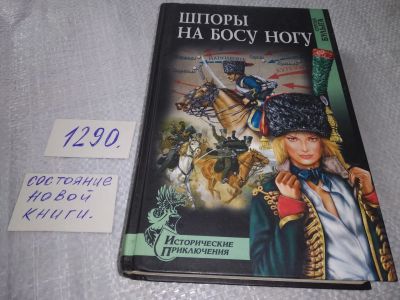 ШПОРЫ
НА БОСУ НОГУ
1290.
СОСТОЯНИЕ
НОВОЙ
КНИГИ.
ИСТОРИЧЕСКИЕ
ПРИКЛЮЧЕНИЯ